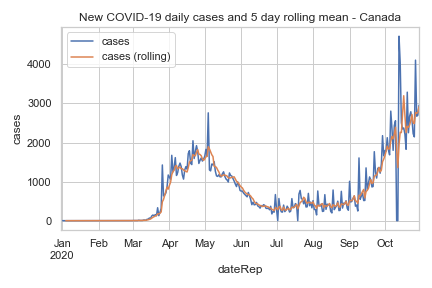 New COVID-19 daily cases and 5 day rolling mean - Canada
cases
cases (rolling)
cases
4000
3000
2000
1000
0
Jan Feb Mar Apr May Jun Jul Aug Sep Oct
2020
dateRep